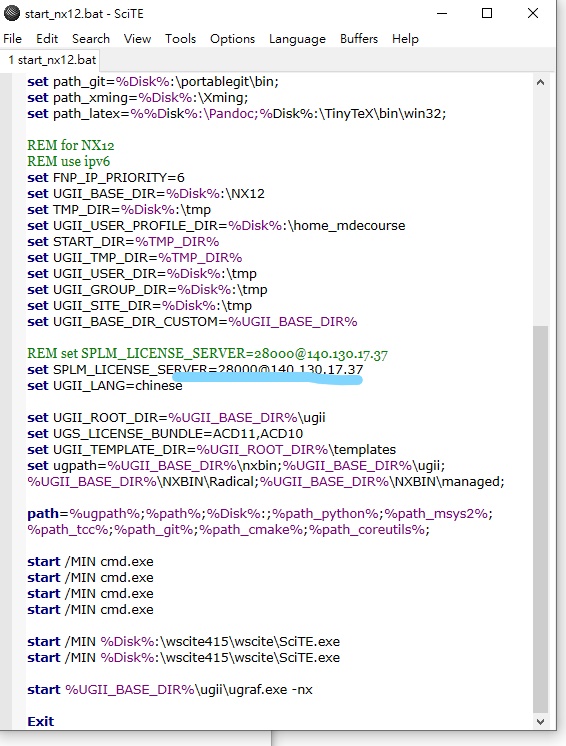 start_nx12.bat - SciTE
File Edit Search View Tools Options Language Buffers Help
1 start_nx12.bat
set path_git=%Disk%:\portablegit\bin;
set path_xming=%Disk%:\Xming;
set path_latex=%%Disk%:\Pandoc;%Disk%:\TinyTeX\bin\win32;
REM for NX12
REM use ipv6
set FNP_IP_PRIORITY=6
set UGII_BASE_DIR=%Disk%:\NX12
set TMP_DIR=%Disk%:\tmp
set UGII_USER_PROFILE_DIR=%Disk%:\home_mdecourse
set START_DIR=%TMP_DIR%
set UGII_TMP_DIR=%TMP_DIR%
set UGII_USER_DIR=%Disk%:\tmp
set UGII_GROUP_DIR=%Disk%:\tmp
set UGII_SITE_DIR=%Disk%:\tmp
set UGII_BASE_DIR_CUSTOM=%UGII_BASE_DIR%
REM set SPLM_LICENSE_SERVER=28000@140.130.17.37
set SPLM_LICENSE_SERVER=28000@140.130.17.37
set UGII_LANG=chinese
set UGII_ROOT_DIR=%UGII_BASE_DIR%\ugii
set UGS_LICENSE_BUNDLE=ACD11,ACD10
set UGII_TEMPLATE_DIR=%UGII_ROOT_DIR%\templates
set ugpath=%UGII_BASE_DIR%\nxbin;%UGII_BASE_DIR%\ugii;
%UGII_BASE_DIR%\NXBIN\Radical;%UGII_BASE_DIR%\NXBIN\managed;
path=%ugpath%;%path%;%Disk%:;%path_python%;%path_msys2%;
%path_tcc%;%path_git%;%path_cmake%;%path_coreutils%;
start /MIN cmd.exe
start /MIN cmd.exe
start /MIN cmd.exe
start /MIN cmd.exe
start /MIN %Disk%:\wscite415\wscite\SciTE.exe
start /MIN %Disk%:\wscite415\wscite\SciTE.exe
start %UGII_BASE_DIR%\ugii\ugraf.exe -nx
Exit